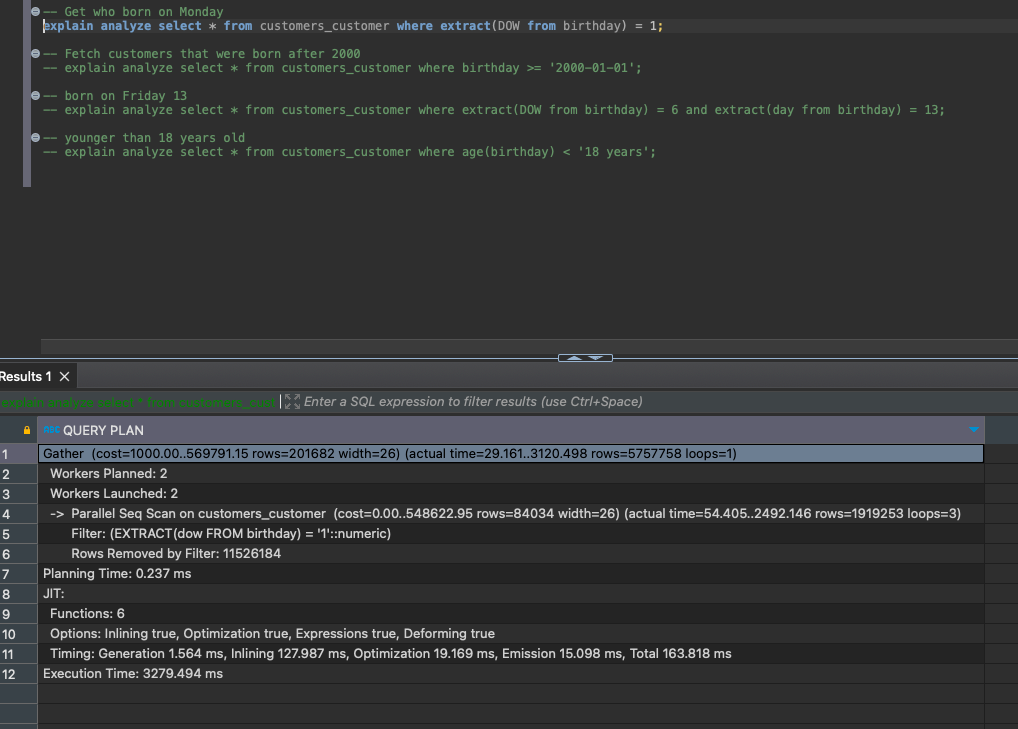 -- Get who born on Monday
explain analyze select * from customers_customer where extract(DOW from birthday) = 1;
-- Fetch customers that were born after 2000
-- explain analyze select * from customers_customer where birthday >= '2000-01-01';
-- born on Friday 13
-- explain analyze select * from customers_customer where extract(DOW from birthday) = 6 and extract(day from birthday) = 13;
-- younger than 18 years old
-- explain analyze select * from customers_customer where age(birthday) < '18 years';
Results 1
explain analyze select * from customers_cust Enter a SQL expression to filter results (use Ctrl+Space)
ABC QUERY PLAN
1 Gather (cost=1000.00..569791.15 rows=201682 width=26) (actual time=29.161..3120.498 rows=5757758 loops=1)
2 Workers Planned: 2
3 Workers Launched: 2
4 -> Parallel Seq Scan on customers_customer (cost=0.00..548622.95 rows=84034 width=26) (actual time=54.405..2492.146 rows=1919253 loops=3)
5 Filter: (EXTRACT(dow FROM birthday) = '1'::numeric)
6 Rows Removed by Filter: 11526184
7 Planning Time: 0.237 ms
8 JIT:
9 Functions: 6
10 Options: Inlining true, Optimization true, Expressions true, Deforming true
11 Timing: Generation 1.564 ms, Inlining 127.987 ms, Optimization 19.169 ms, Emission 15.098 ms, Total 163.818 ms
12 Execution Time: 3279.494 ms